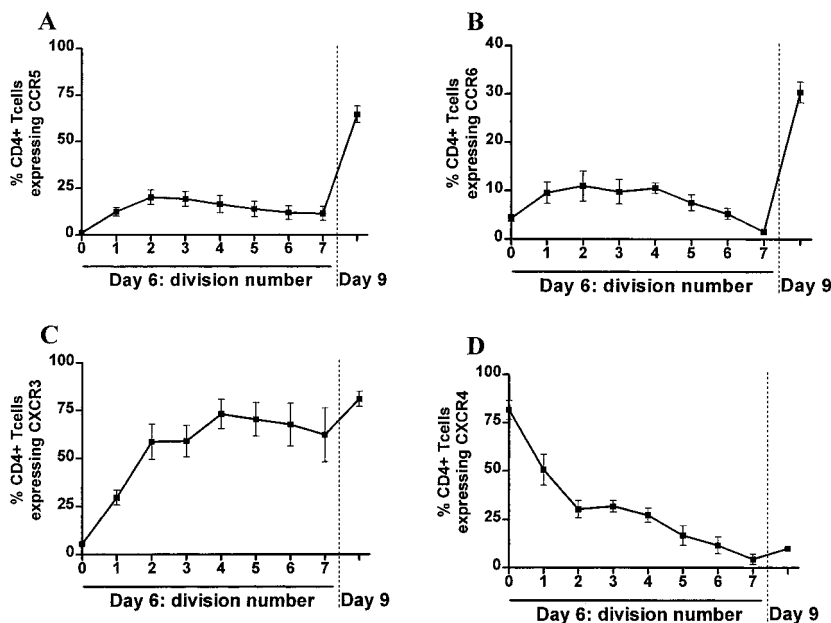 A
% CD4+ Tcells
expressing CCR5
100
75
50
25
0
0 1 2 3 4 5 6 7
Day 6: division number
Day 9
B
% CD4+ Tcells
expressing CCR6
40
30
20
10
0
0 1 2 3 4 5 6 7
Day 6: division number
Day 9
C
% CD4+ Tcells
expressing CXCR3
100
75
50
25
0
0 1 2 3 4 5 6 7
Day 6: division number
Day 9
D
% CD4+ Tcells
expressing CXCR4
100
75
50
25
0
0 1 2 3 4 5 6 7
Day 6: division number
Day 9